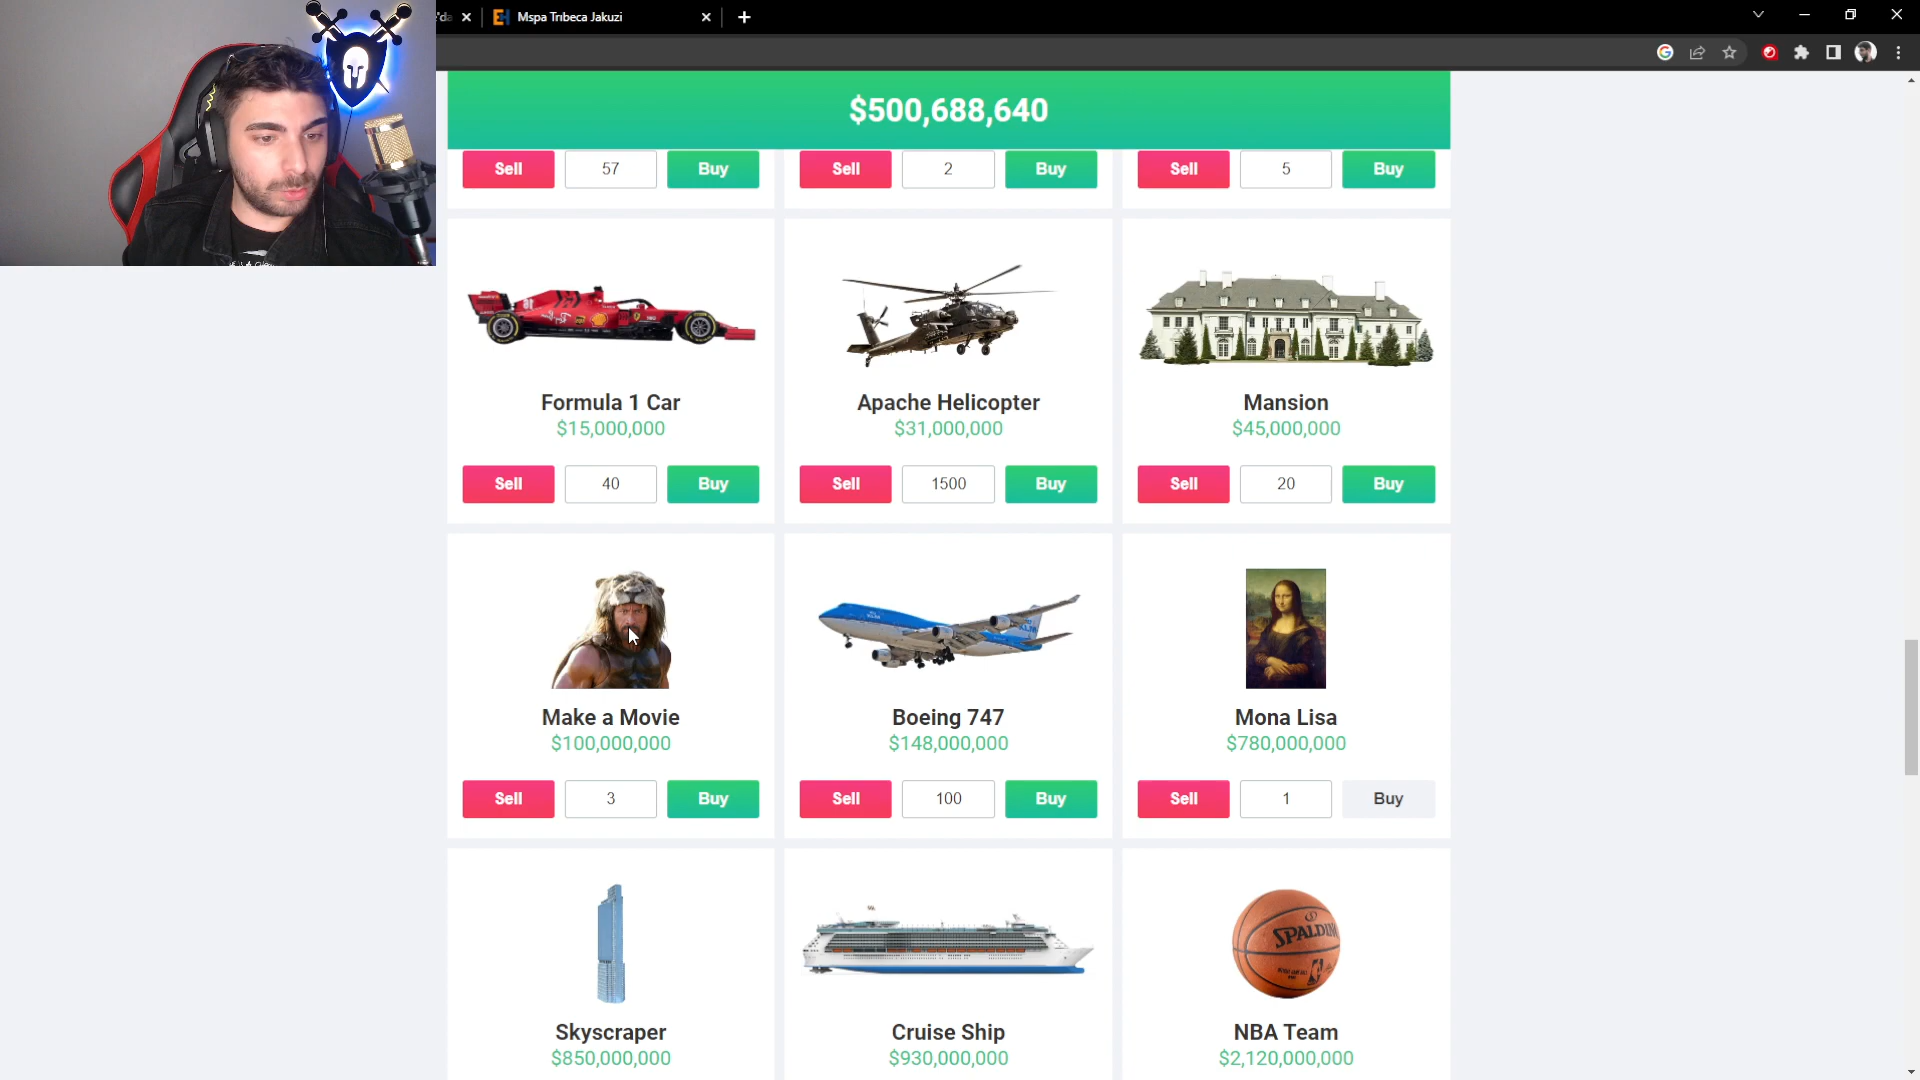 'da
Mspa Tribeca Jakuzi
$500,688,640
Sell 57 Buy
Sell 2 Buy
Sell 5 Buy
Formula 1 Car
$15,000,000
Sell 40 Buy
Apache Helicopter
$31,000,000
Sell 1500 Buy
Mansion
$45,000,000
Sell 20 Buy
Make a Movie
$100,000,000
Sell 3 Buy
Boeing 747
$148,000,000
Sell 100 Buy
Mona Lisa
$780,000,000
Sell 1 Buy
Skyscraper
$850,000,000
Cruise Ship
$930,000,000
SPALDIN
NBA Team
$2,120,000,000